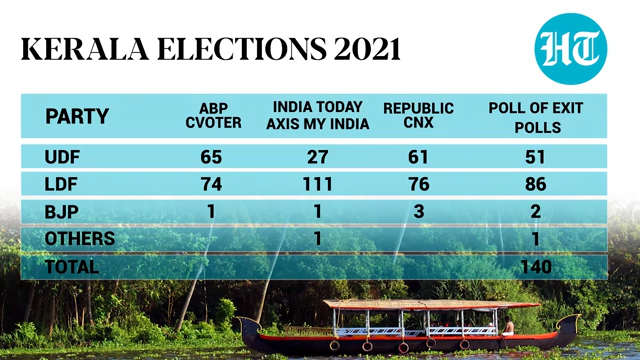 KERALA ELECTIONS 2021
HT
PARTY ABP CVOTER INDIA TODAY AXIS MY INDIA REPUBLIC CNX POLL OF EXIT POLLS
UDF 65 27 61 51
LDF 74 111 76 86
BJP 1 1 3 2
OTHERS 1 1
TOTAL 140